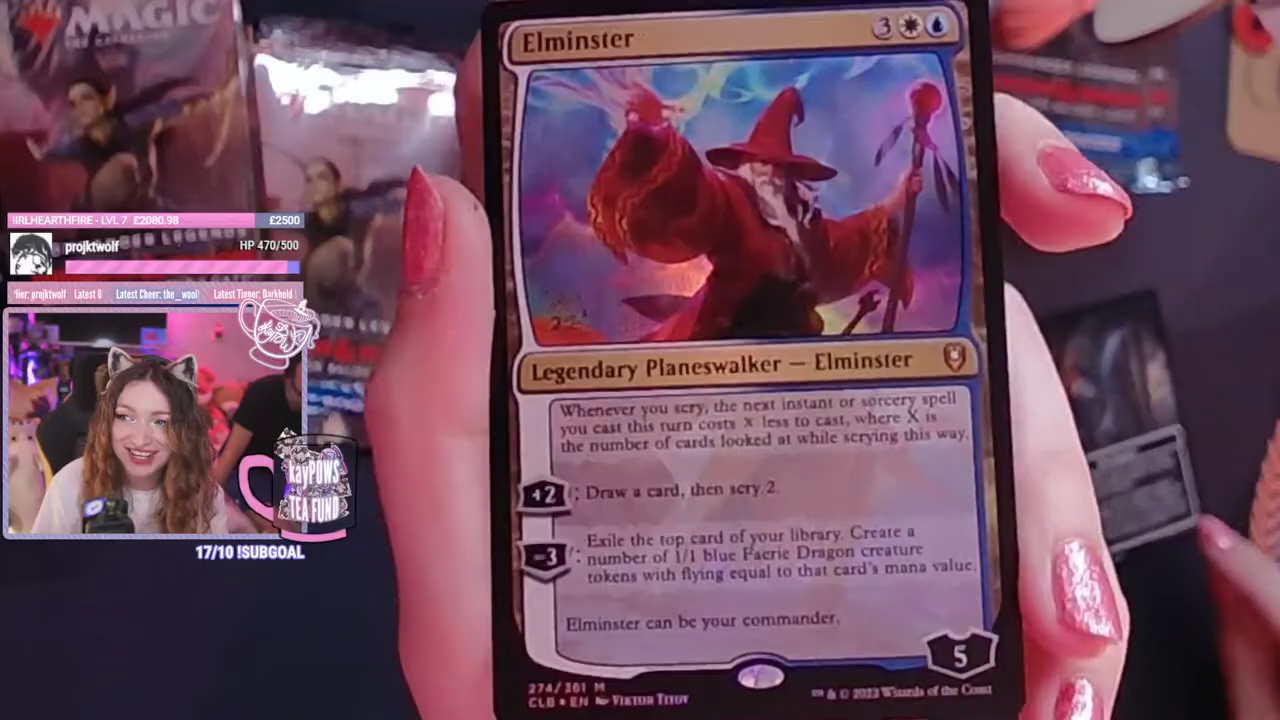 MAGIC
Elminster
3
!IRLHEARTHFIRE - LVL 7 £2080.98 £2500
projktwolf HP 470/500
projktwolf Latest Latest Cheer: the_wool Latest Tipper: Darkhold
Legendary Planeswalker — Elminster
Whenever you scry, the next instant or sorcery spell
you cast this turn costs X less to cast, where X is
the number of cards looked at while scrying this way.
+2 : Draw a card, then scry 2.
Exile the top card of your library. Create a
-3 : number of 1/1 blue Faerie Dragon creature
tokens with flying equal to that card's mana value.
Elminster can be your commander.
5
kayPOWS
TEA FUND
17/10 !SUBGOAL
274/361 M
CLB EN Viktor Titov
™ & © 2022 Wizards of the Coast